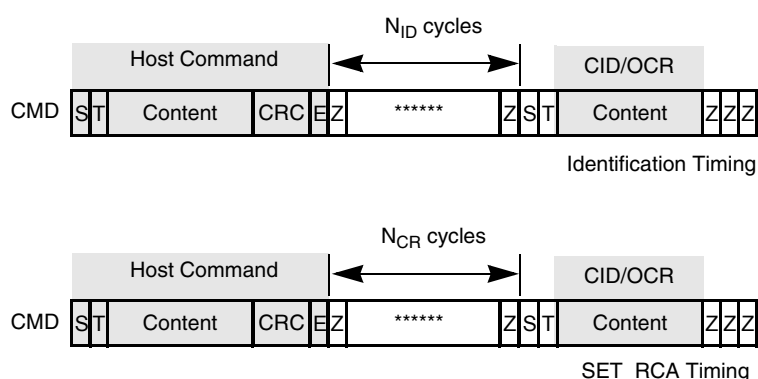 N_ID cycles
Host Command CID/OCR
CMD S T Content CRC E Z ****** Z S T Content Z Z Z
Identification Timing
N_CR cycles
Host Command CID/OCR
CMD S T Content CRC E Z ****** Z S T Content Z Z Z
SET_RCA Timing